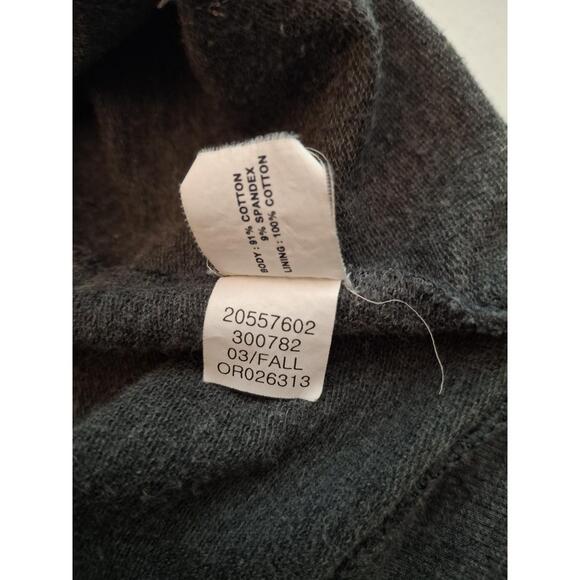 BODY : 91% COTTON
9% SPANDEX
LINING : 100% COTTON
20557602
300782
03/FALL
OR026313